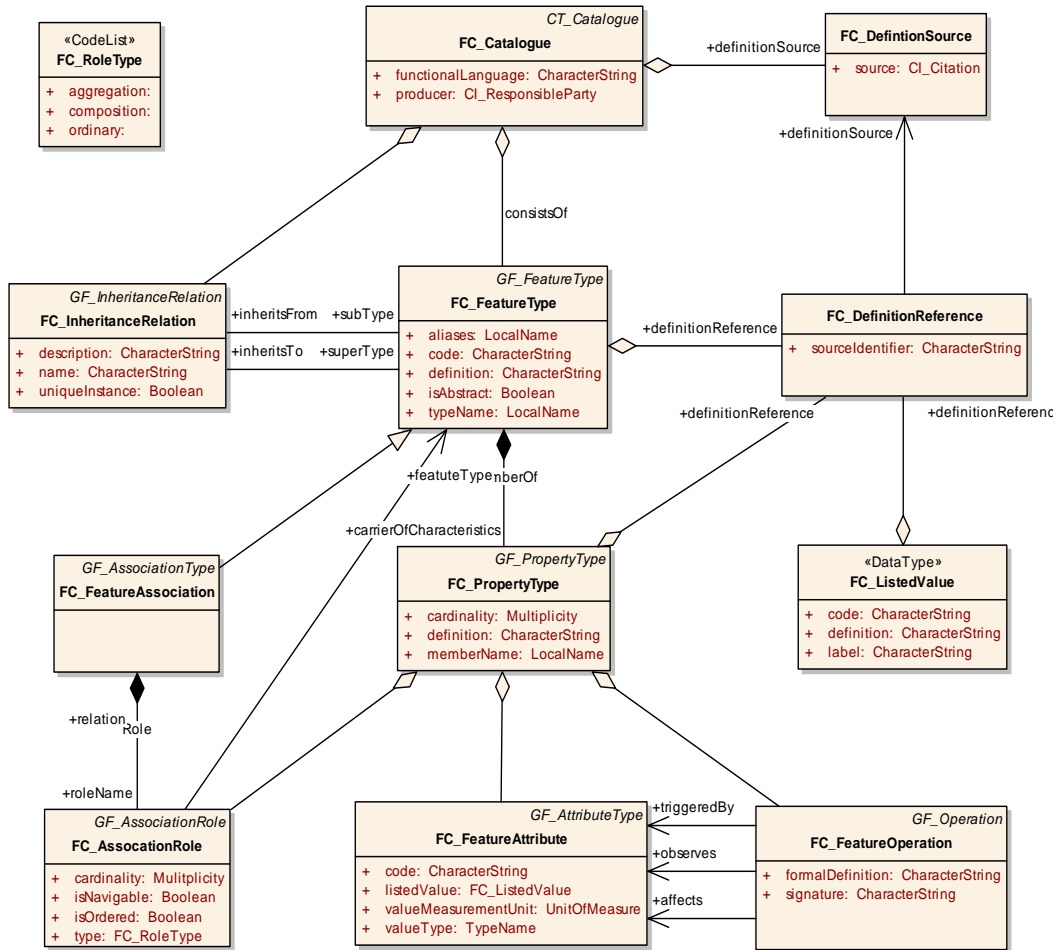 «CodeList»
FC_RoleType
+ aggregation:
+ composition:
+ ordinary:
CT_Catalogue
FC_Catalogue
+ functionalLanguage: CharacterString
+ producer: CI_ResponsibleParty
+definitionSource
FC_DefintionSource
+ source: CI_Citation
+definitionSource
consistsOf
GF_InheritanceRelation
FC_InheritanceRelation
+ description: CharacterString
+ name: CharacterString
+ uniqueInstance: Boolean
+inheritsFrom +subType
+inheritsTo +superType
GF_FeatureType
FC_FeatureType
+ aliases: LocalName
+ code: CharacterString
+ definition: CharacterString
+ isAbstract: Boolean
+ typeName: LocalName
+definitionReference
FC_DefinitionReference
+ sourceIdentifier: CharacterString
+definitionReference
+definitionReference
+featuteType
nberOf
+carrierOfCharacteristics
GF_AssociationType
FC_FeatureAssociation
GF_PropertyType
FC_PropertyType
+ cardinality: Multiplicity
+ definition: CharacterString
+ memberName: LocalName
«DataType»
FC_ListedValue
+ code: CharacterString
+ definition: CharacterString
+ label: CharacterString
+relation
Role
+roleName
GF_AssociationRole
FC_AssocationRole
+ cardinality: Mulitplicity
+ isNavigable: Boolean
+ isOrdered: Boolean
+ type: FC_RoleType
GF_AttributeType
FC_FeatureAttribute
+ code: CharacterString
+ listedValue: FC_ListedValue
+ valueMeasurementUnit: UnitOfMeasure
+ valueType: TypeName
+triggeredBy
+observes
+affects
GF_Operation
FC_FeatureOperation
+ formalDefinition: CharacterString
+ signature: CharacterString